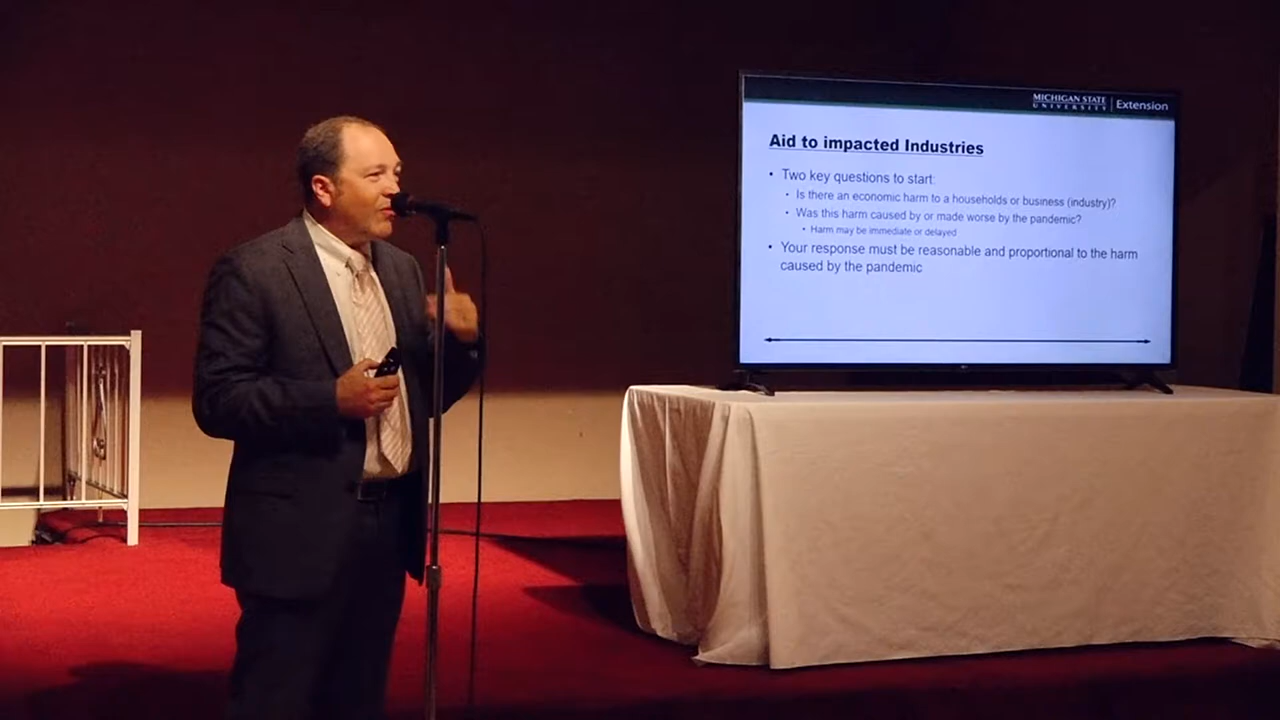 MICHIGAN STATE
UNIVERSITY
Extension
Aid to impacted Industries
• Two key questions to start:
• Is there an economic harm to a households or business (industry)?
• Was this harm caused by or made worse by the pandemic?
• Harm may be immediate or delayed
• Your response must be reasonable and proportional to the harm
caused by the pandemic